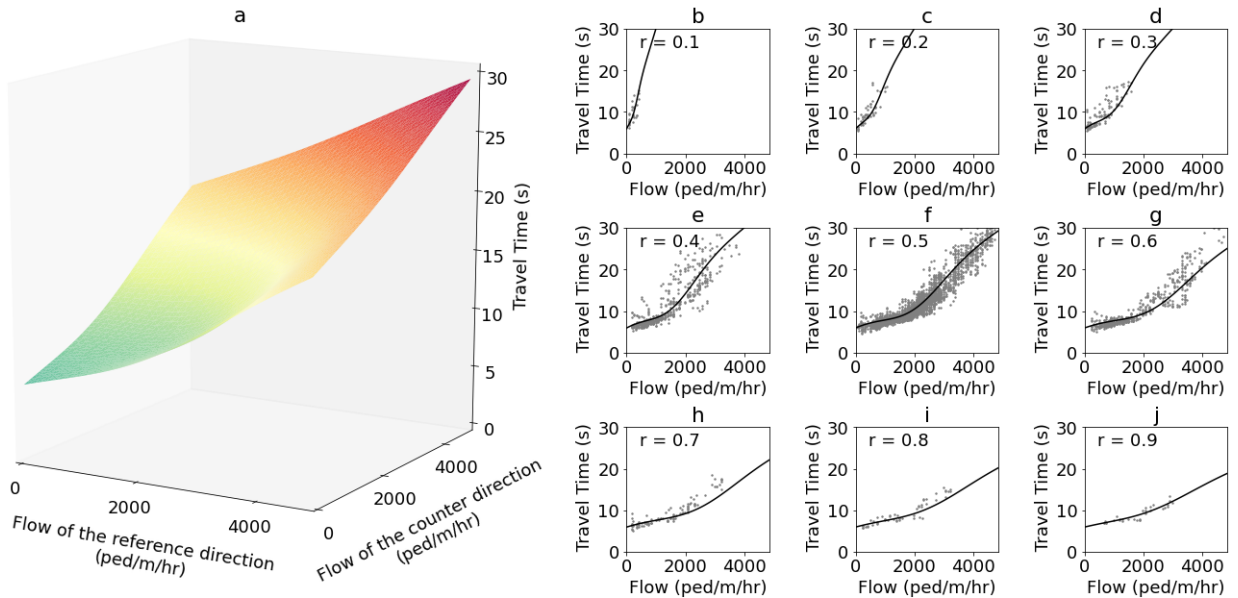 a
30
25
20
15
10
5
0
Travel Time (s)
0
2000
4000
Flow of the reference direction
(ped/m/hr)
0
2000
4000
Flow of the counter direction
(ped/m/hr)
b
r = 0.1
30
20
10
0
Travel Time (s)
0 2000 4000
Flow (ped/m/hr)
c
r = 0.2
30
20
10
0
Travel Time (s)
0 2000 4000
Flow (ped/m/hr)
d
r = 0.3
30
20
10
0
Travel Time (s)
0 2000 4000
Flow (ped/m/hr)
e
r = 0.4
30
20
10
0
Travel Time (s)
0 2000 4000
Flow (ped/m/hr)
f
r = 0.5
30
20
10
0
Travel Time (s)
0 2000 4000
Flow (ped/m/hr)
g
r = 0.6
30
20
10
0
Travel Time (s)
0 2000 4000
Flow (ped/m/hr)
h
r = 0.7
30
20
10
0
Travel Time (s)
0 2000 4000
Flow (ped/m/hr)
i
r = 0.8
30
20
10
0
Travel Time (s)
0 2000 4000
Flow (ped/m/hr)
j
r = 0.9
30
20
10
0
Travel Time (s)
0 2000 4000
Flow (ped/m/hr)